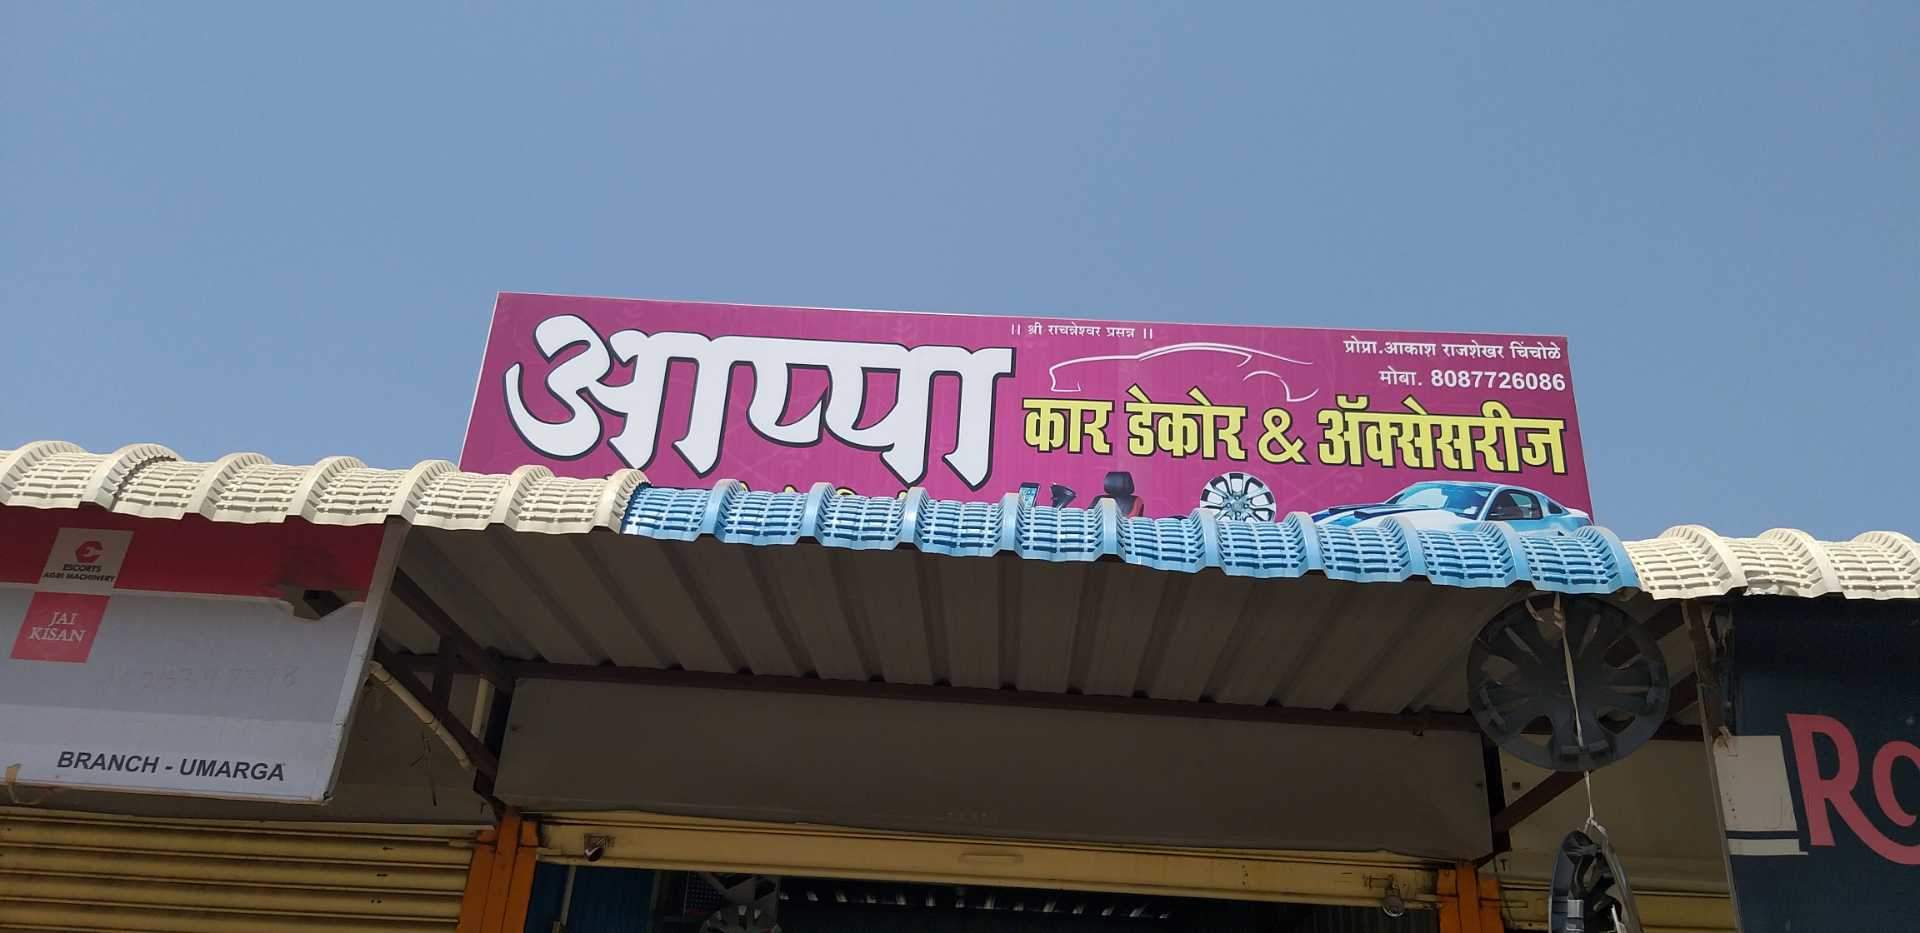 ॥ श्री राचन्नेश्वर प्रसन्न ॥
प्रोप्रा.आकाश राजशेखर चिंचोळे
मोबा. 8087726086
आप्पा
कार डेकोर & ॲक्सेसरीज
ESCORTS
AGRI MACHINERY
JAI
KISAN
BRANCH - UMARGA